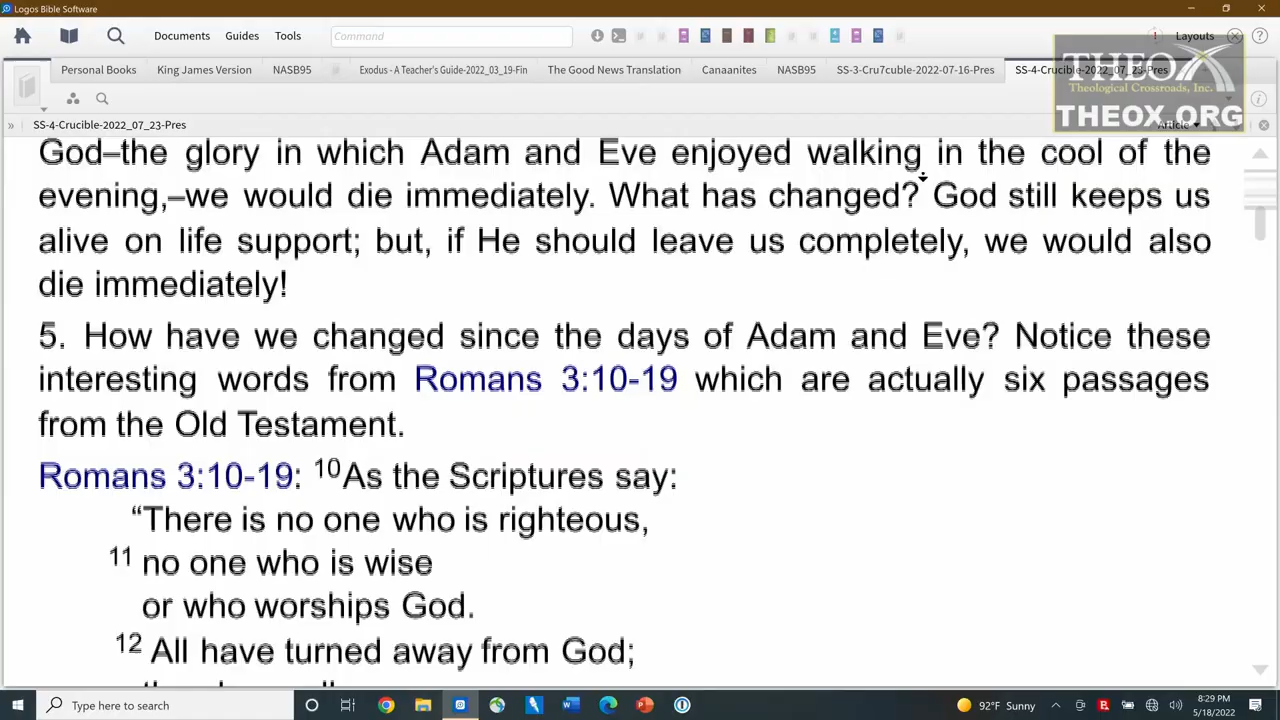 Logos Bible Software
Documents Guides Tools Command Layouts
Personal Books King James Version NASB95 2022_03_19-Fin The Good News Translation Canaanites NASB95 SS-3-Crucible-2022-07-16-Pres SS-4-Crucible-2022_07_23-Pres
THEOX
Theological Crossroads, Inc.
THEOX.ORG
SS-4-Crucible-2022_07_23-Pres Article
God–the glory in which Adam and Eve enjoyed walking in the cool of the
evening,–we would die immediately. What has changed? God still keeps us
alive on life support; but, if He should leave us completely, we would also
die immediately!
5. How have we changed since the days of Adam and Eve? Notice these
interesting words from Romans 3:10-19 which are actually six passages
from the Old Testament.
Romans 3:10-19: 10As the Scriptures say:
“There is no one who is righteous,
11 no one who is wise
or who worships God.
12 All have turned away from God;
Type here to search 92°F Sunny 8:29 PM
5/18/2022